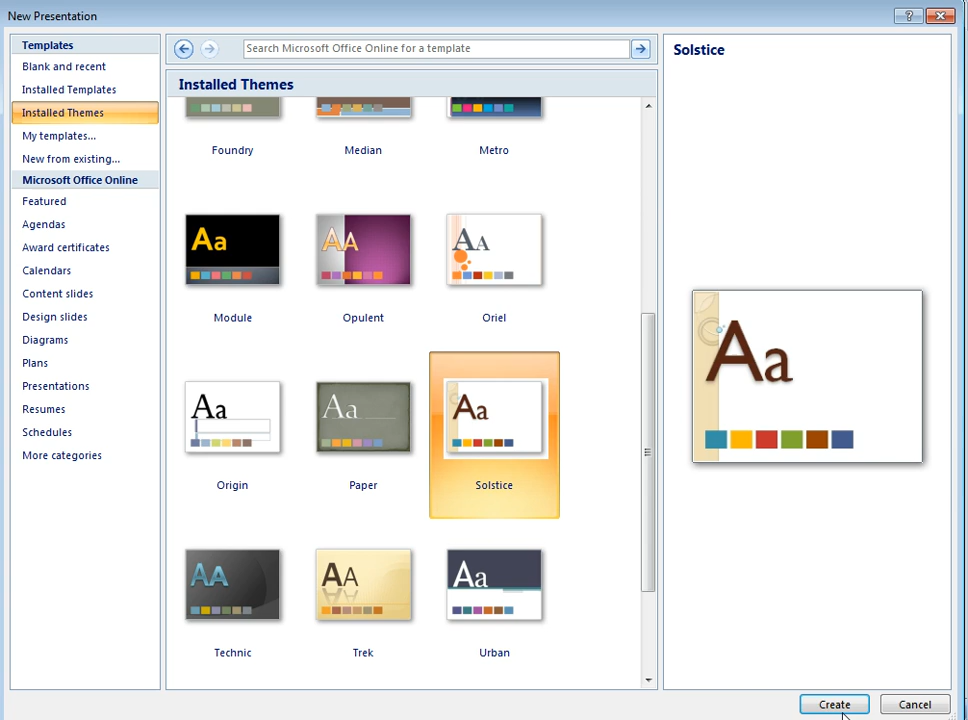 New Presentation
Templates
Blank and recent
Installed Templates
Installed Themes
My templates...
New from existing...
Microsoft Office Online
Featured
Agendas
Award certificates
Calendars
Content slides
Design slides
Diagrams
Plans
Presentations
Resumes
Schedules
More categories
Search Microsoft Office Online for a template
Installed Themes
Foundry Median Metro
Aa AA AA
Module Opulent Oriel
Aa Aa Aa
Origin Paper Solstice
AA AA Aa
Technic Trek Urban
Solstice
Aa
Create Cancel